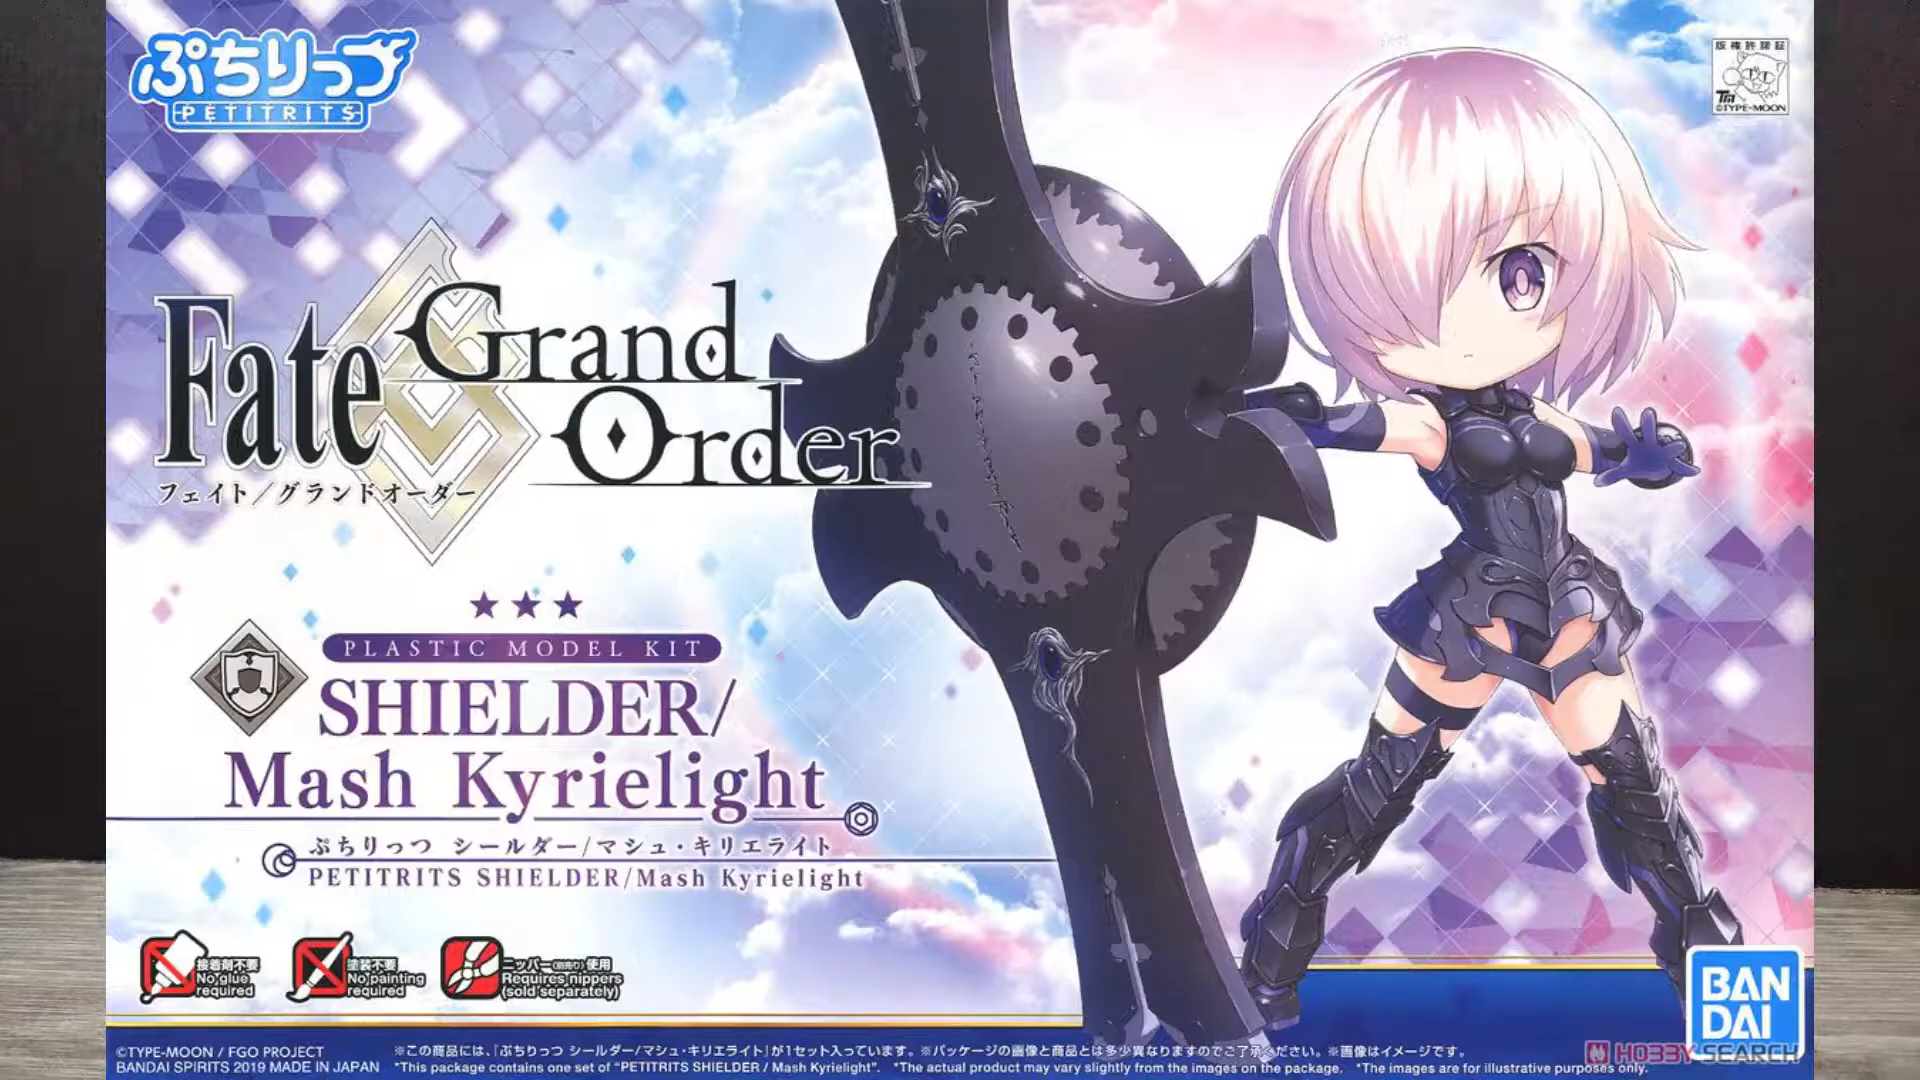 ぷちりっつ
PETITRITS
版権許諾証
TM
©TYPE-MOON
Fate
Grand
Order
フェイト/グランドオーダー
★★★
PLASTIC MODEL KIT
SHIELDER/
Mash Kyrielight
ぷちりっつ シールダー/マシュ・キリエライト
PETITRITS SHIELDER/Mash Kyrielight
接着剤不要
No glue
required
塗装不要
No painting
required
ニッパー(別売り)使用
Requires nippers
(sold separately)
BAN
DAI
HOBBY SEARCH
©TYPE-MOON / FGO PROJECT
BANDAI SPIRITS 2019 MADE IN JAPAN
※この商品には、『ぷちりっつ シールダー/マシュ・キリエライト』が1セット入っています。※パッケージの画像と商品とは多少異なりますのでご了承ください。※画像はイメージです。
*This package contains one set of "PETITRITS SHIELDER / Mash Kyrielight". *The actual product may vary slightly from the images on the package. *The images are for illustrative purposes only.